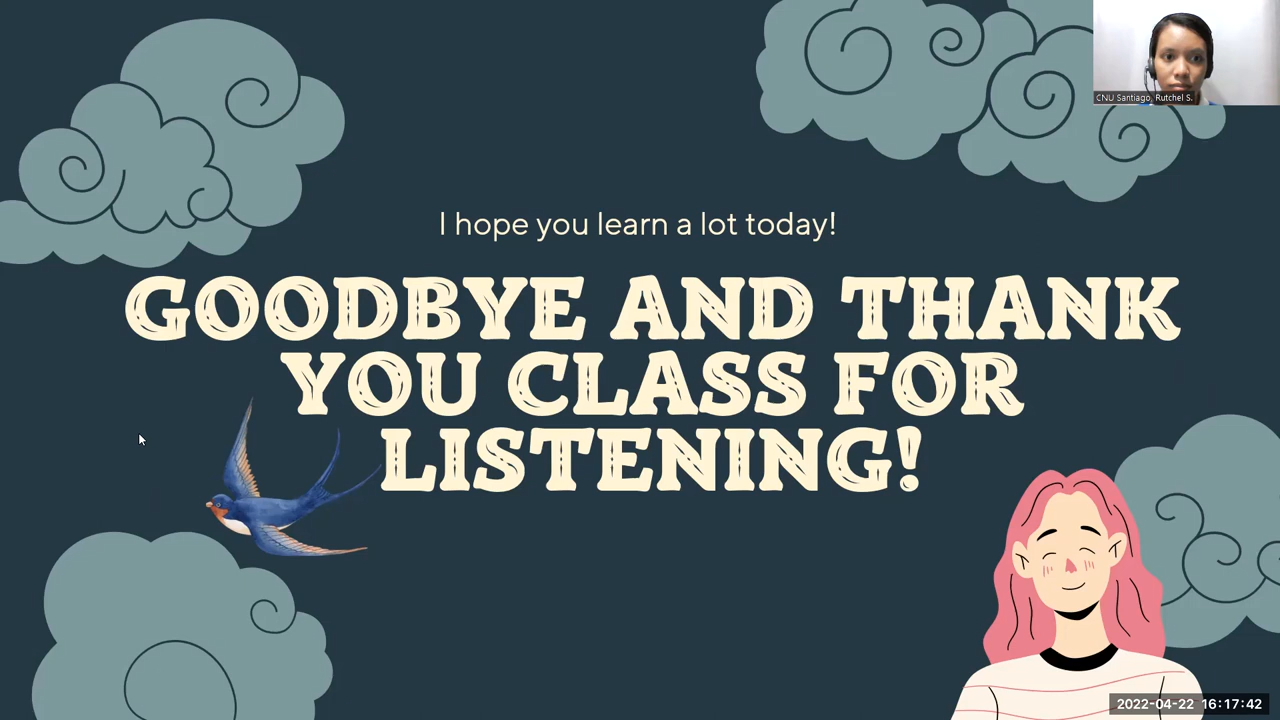 CNU Santiago, Rutchel S.
I hope you learn a lot today!
GOODBYE AND THANK
YOU CLASS FOR
LISTENING!
2022-04-22 16:17:42